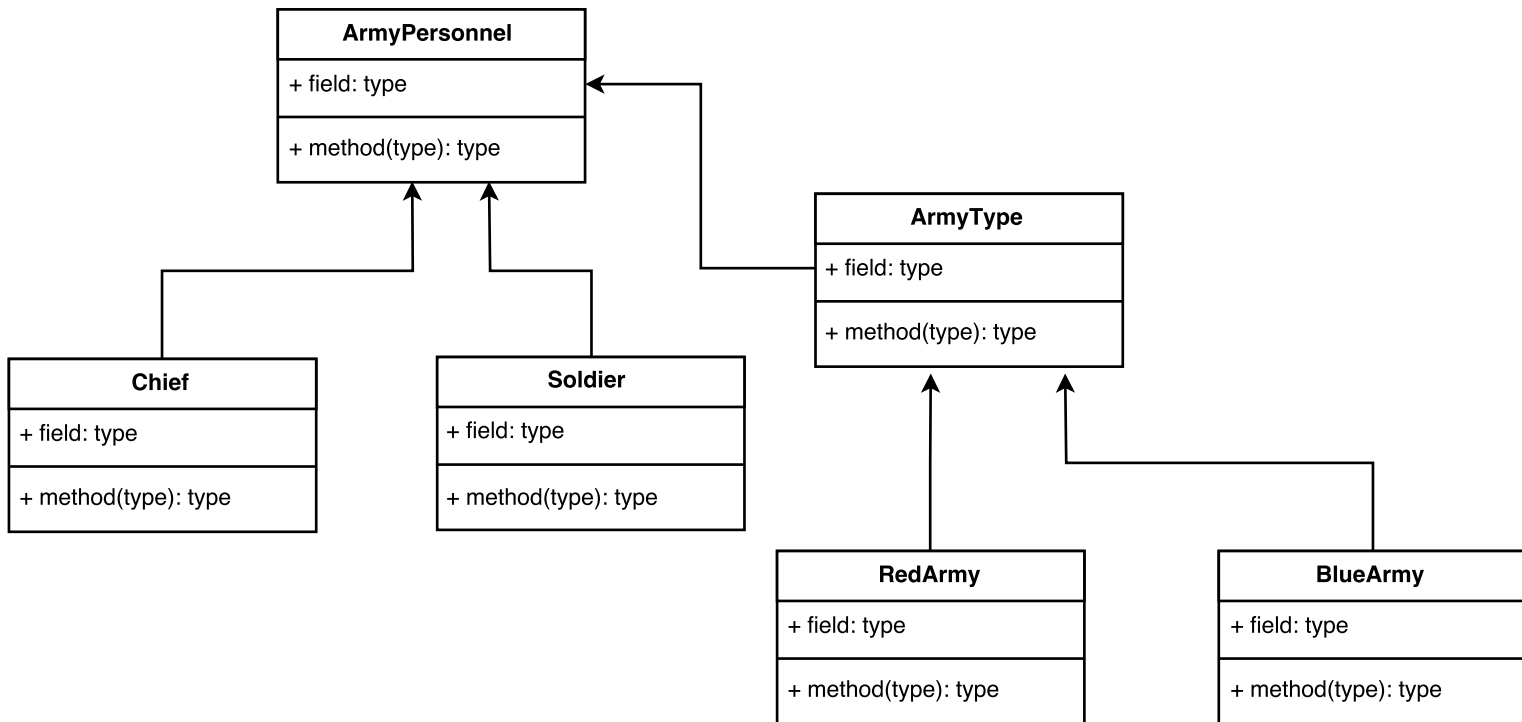 ArmyPersonnel
+ field: type
+ method(type): type
ArmyType
+ field: type
+ method(type): type
Chief
+ field: type
+ method(type): type
Soldier
+ field: type
+ method(type): type
RedArmy
+ field: type
+ method(type): type
BlueArmy
+ field: type
+ method(type): type